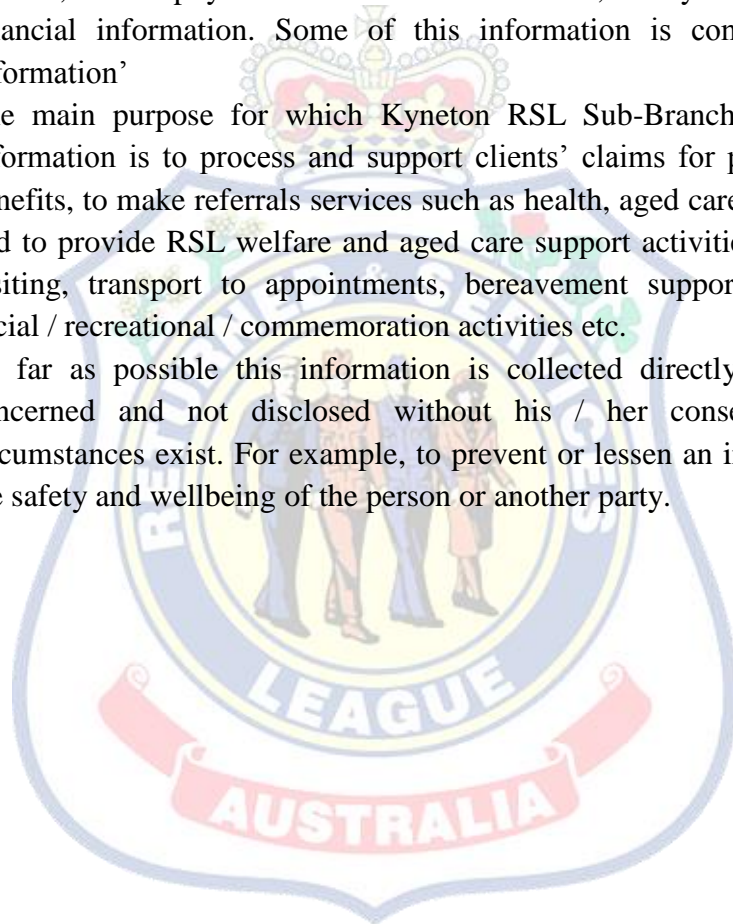 ancial information. Some of this information is con
formation’
e main purpose for which Kyneton RSL Sub-Branch
formation is to process and support clients’ claims for p
nefits, to make referrals services such as health, aged care
d to provide RSL welfare and aged care support activitie
siting, transport to appointments, bereavement suppor
cial / recreational / commemoration activities etc.
far as possible this information is collected directly
ncerned and not disclosed without his / her conse
cumstances exist. For example, to prevent or lessen an i
e safety and wellbeing of the person or another party.
RETURNED & SERVICES
LEAGUE
AUSTRALIA